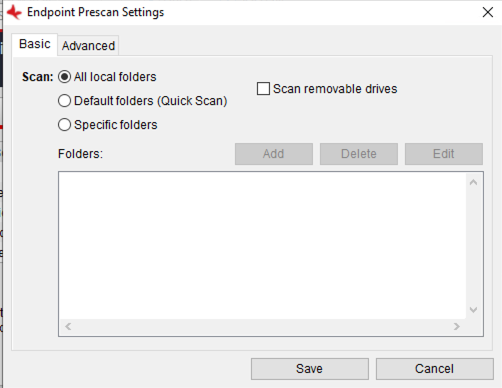 Endpoint Prescan Settings
Basic Advanced
Scan: All local folders
Scan removable drives
Default folders (Quick Scan)
Specific folders
Folders: Add Delete Edit
Save Cancel